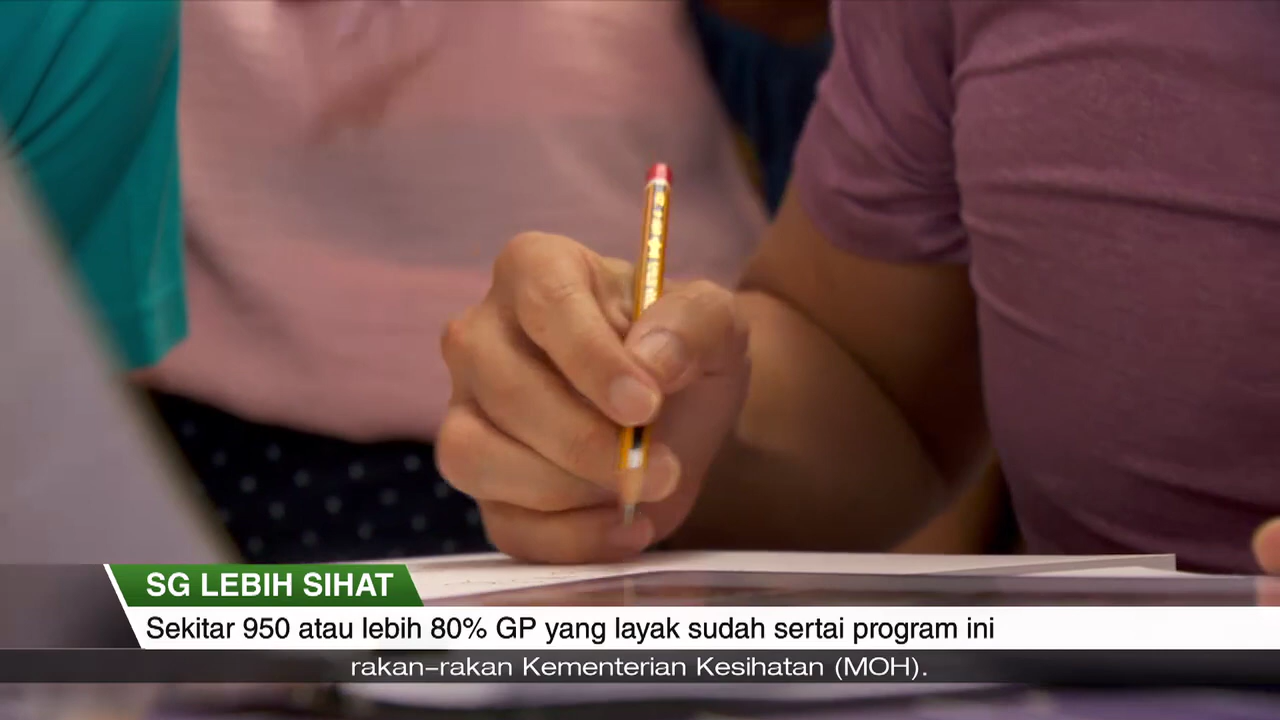 SG LEBIH SIHAT
Sekitar 950 atau lebih 80% GP yang layak sudah sertai program ini
rakan-rakan Kementerian Kesihatan (MOH).